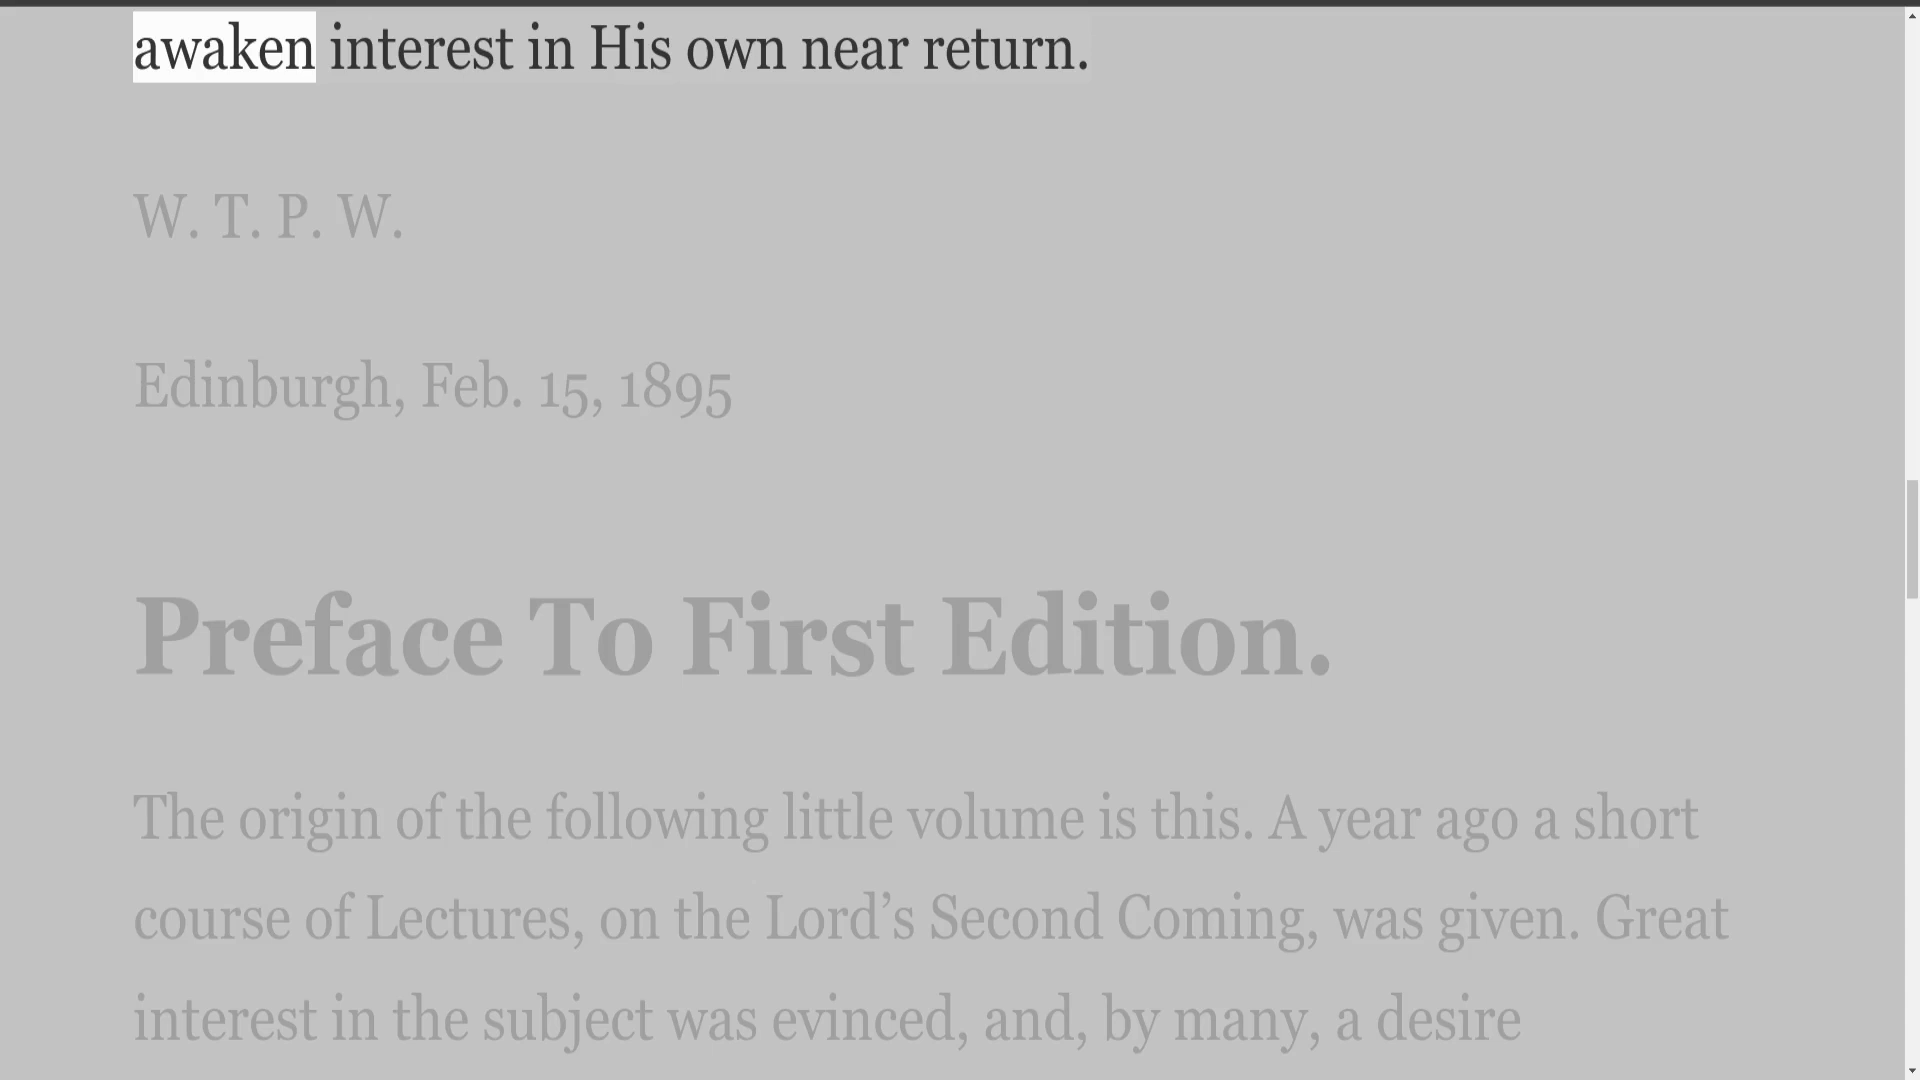 awaken interest in His own near return.
W. T. P. W.
Edinburgh, Feb. 15, 1895
Preface To First Edition.
The origin of the following little volume is this. A year ago a short
course of Lectures, on the Lord’s Second Coming, was given. Great
interest in the subject was evinced, and, by many, a desire